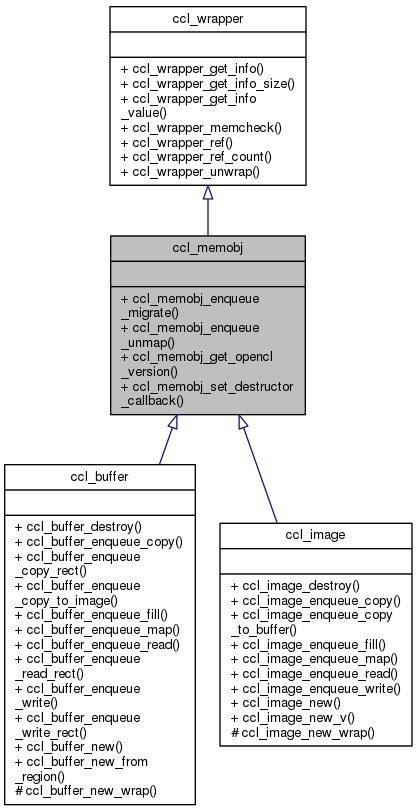 ccl_wrapper
+ ccl_wrapper_get_info()
+ ccl_wrapper_get_info_size()
+ ccl_wrapper_get_info
_value()
+ ccl_wrapper_memcheck()
+ ccl_wrapper_ref()
+ ccl_wrapper_ref_count()
+ ccl_wrapper_unwrap()
ccl_memobj
+ ccl_memobj_enqueue
_migrate()
+ ccl_memobj_enqueue
_unmap()
+ ccl_memobj_get_opencl
_version()
+ ccl_memobj_set_destructor
_callback()
ccl_buffer
+ ccl_buffer_destroy()
+ ccl_buffer_enqueue_copy()
+ ccl_buffer_enqueue
_copy_rect()
+ ccl_buffer_enqueue
_copy_to_image()
+ ccl_buffer_enqueue_fill()
+ ccl_buffer_enqueue_map()
+ ccl_buffer_enqueue_read()
+ ccl_buffer_enqueue
_read_rect()
+ ccl_buffer_enqueue
_write()
+ ccl_buffer_enqueue
_write_rect()
+ ccl_buffer_new()
+ ccl_buffer_new_from
_region()
# ccl_buffer_new_wrap()
ccl_image
+ ccl_image_destroy()
+ ccl_image_enqueue_copy()
+ ccl_image_enqueue_copy
_to_buffer()
+ ccl_image_enqueue_fill()
+ ccl_image_enqueue_map()
+ ccl_image_enqueue_read()
+ ccl_image_enqueue_write()
+ ccl_image_new()
+ ccl_image_new_v()
# ccl_image_new_wrap()